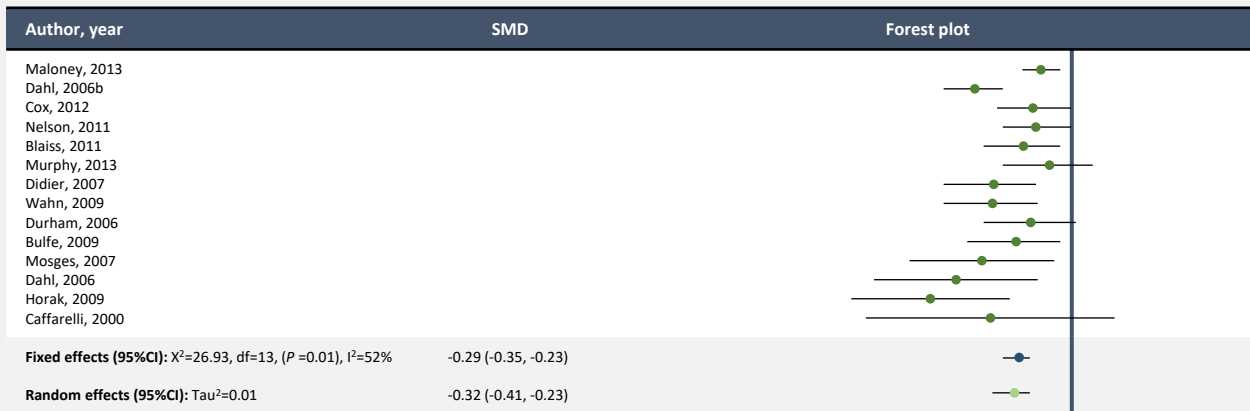 Author, year SMD Forest plot
Maloney, 2013
Dahl, 2006b
Cox, 2012
Nelson, 2011
Blaiss, 2011
Murphy, 2013
Didier, 2007
Wahn, 2009
Durham, 2006
Bulfe, 2009
Mosges, 2007
Dahl, 2006
Horak, 2009
Caffarelli, 2000
Fixed effects (95%CI): X²=26.93, df=13, (P =0.01), I²=52% -0.29 (-0.35, -0.23)
Random effects (95%CI): Tau²=0.01 -0.32 (-0.41, -0.23)